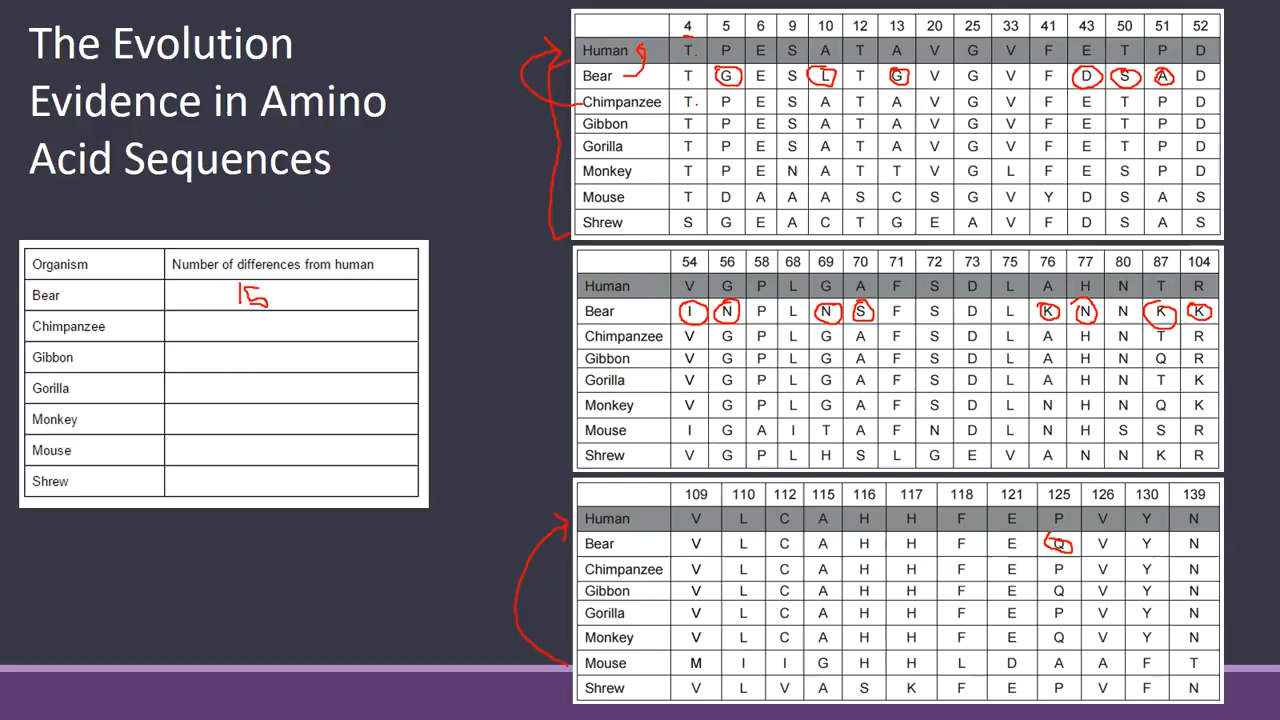 The Evolution
Evidence in Amino
Acid Sequences
Organism Number of differences from human
Bear 15
Chimpanzee
Gibbon
Gorilla
Monkey
Mouse
Shrew
4 5 6 9 10 12 13 20 25 33 41 43 50 51 52
Human T P E S A T A V G V F E T P D
Bear T G E S L T G V G V F D S A D
Chimpanzee T P E S A T A V G V F E T P D
Gibbon T P E S A T A V G V F E T P D
Gorilla T P E S A T A V G V F E T P D
Monkey T P E N A T T V G L F E S P D
Mouse T D A A A S C S G V Y D S A S
Shrew S G E A C T G E A V F D S A S
54 56 58 68 69 70 71 72 73 75 76 77 80 87 104
Human V G P L G A F S D L A H N T R
Bear I N P L N S F S D L K N N K K
Chimpanzee V G P L G A F S D L A H N T R
Gibbon V G P L G A F S D L A H N Q R
Gorilla V G P L G A F S D L A H N T K
Monkey V G P L G A F S D L N H N Q K
Mouse I G A I T A F N D L N H S S R
Shrew V G P L H S L G E V A N N K R
109 110 112 115 116 117 118 121 125 126 130 139
Human V L C A H H F E P V Y N
Bear V L C A H H F E Q V Y N
Chimpanzee V L C A H H F E P V Y N
Gibbon V L C A H H F E Q V Y N
Gorilla V L C A H H F E P V Y N
Monkey V L C A H H F E Q V Y N
Mouse M I I G H H L D A A F T
Shrew V L V A S K F E P V F N